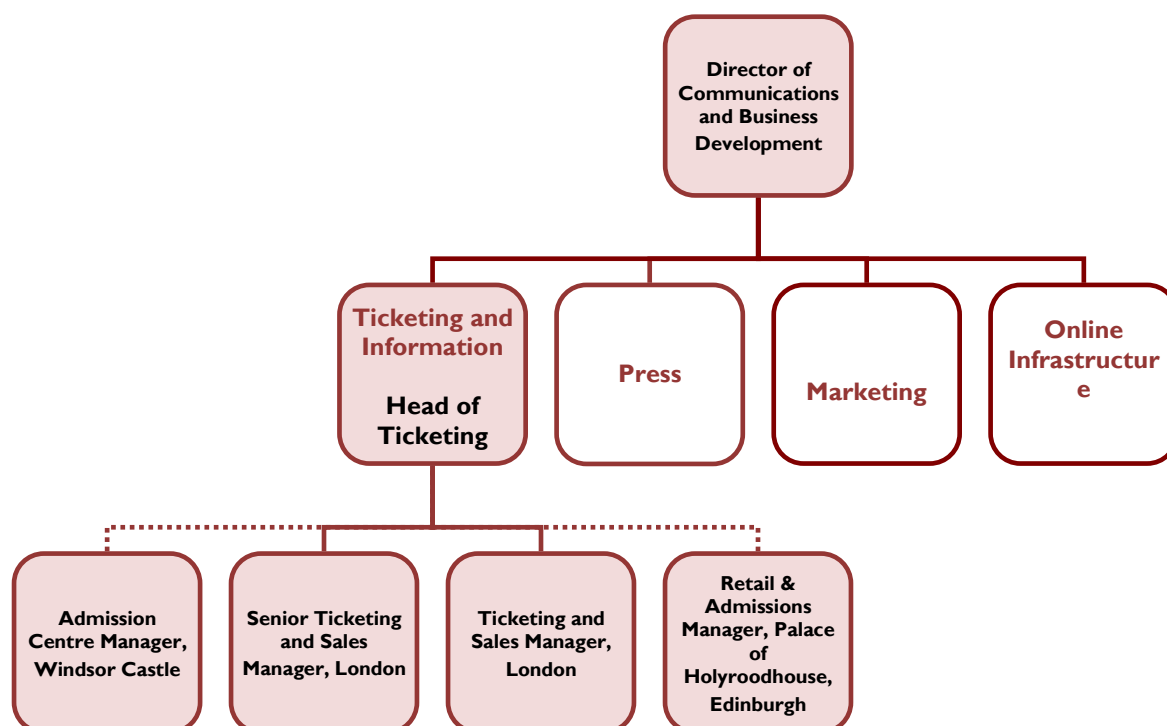 Director of
Communications
and Business
Development
Ticketing and
Information
Head of
Ticketing
Press
Marketing
Online
Infrastructur
e
Admission
Centre Manager,
Windsor Castle
Senior Ticketing
and Sales
Manager, London
Ticketing and
Sales Manager,
London
Retail &
Admissions
Manager, Palace
of
Holyroodhouse,
Edinburgh